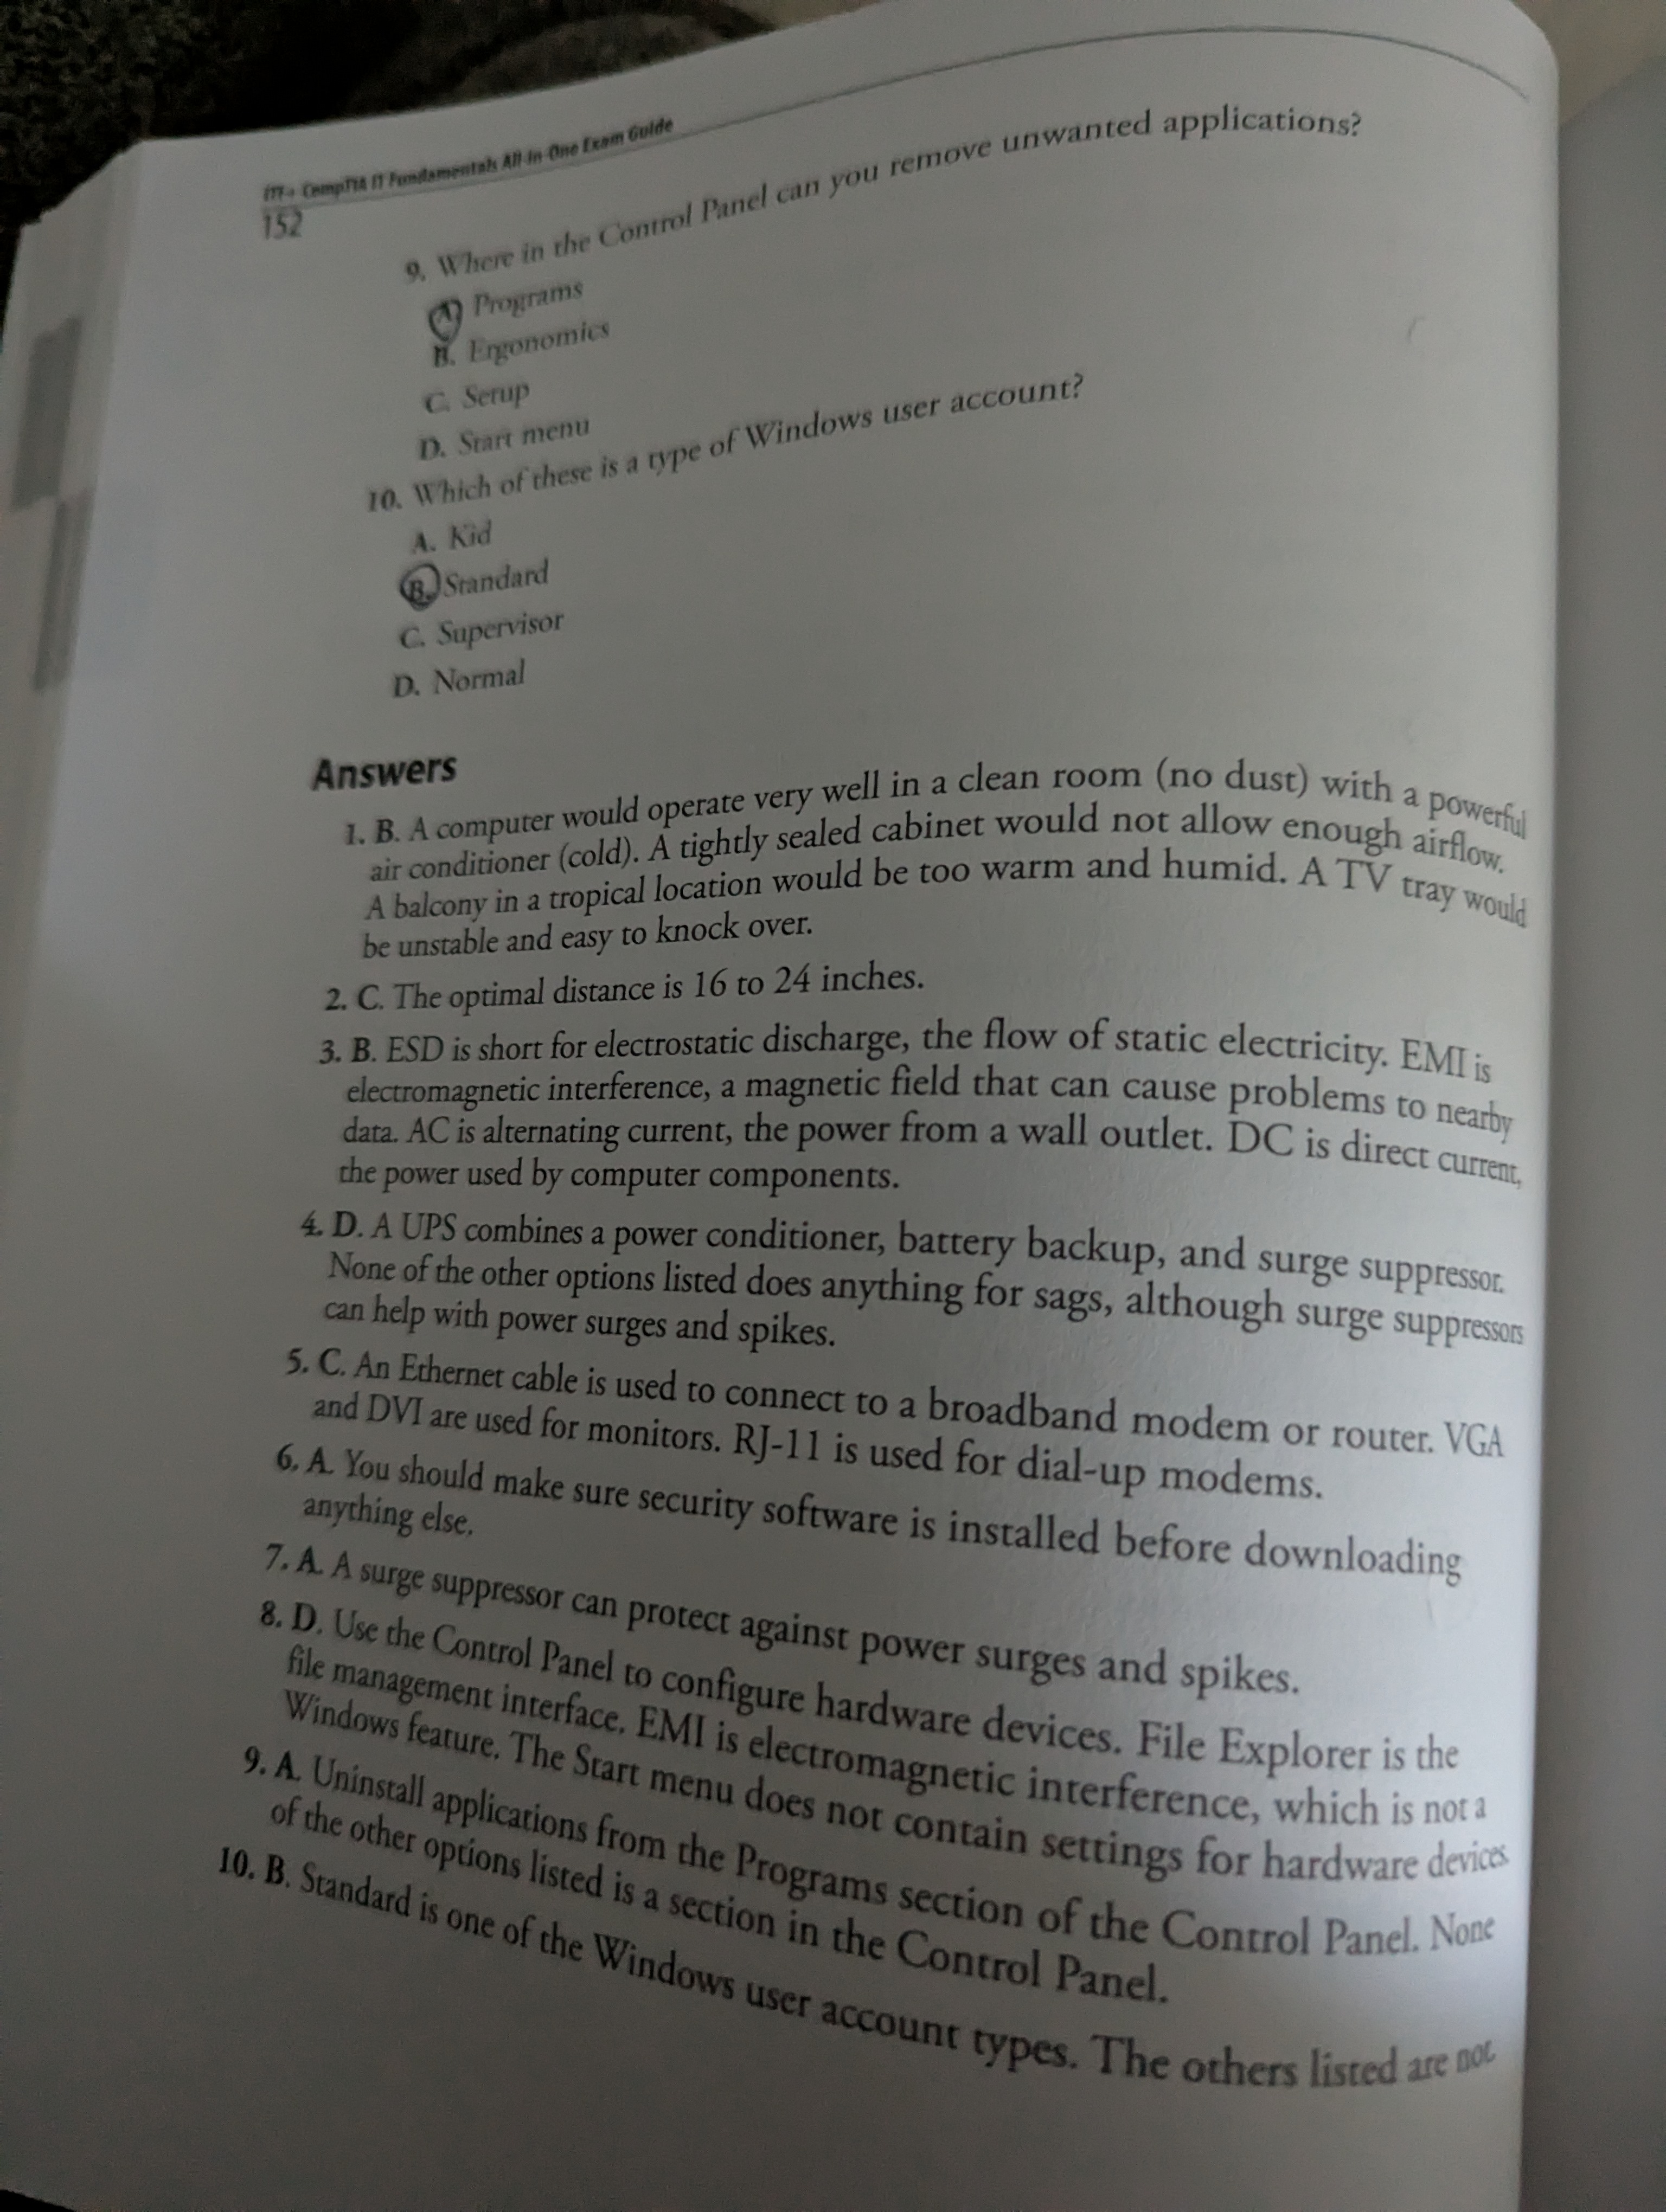 ITF+ CompTIA IT Fundamentals All-in-One Exam Guide
152
9. Where in the Control Panel can you remove unwanted applications?
A. Programs
B. Ergonomics
C. Setup
D. Start menu
10. Which of these is a type of Windows user account?
A. Kid
B. Standard
C. Supervisor
D. Normal
Answers
1. B. A computer would operate very well in a clean room (no dust) with a powerful
air conditioner (cold). A tightly sealed cabinet would not allow enough airflow.
A balcony in a tropical location would be too warm and humid. A TV tray would
be unstable and easy to knock over.
2. C. The optimal distance is 16 to 24 inches.
3. B. ESD is short for electrostatic discharge, the flow of static electricity. EMI is
electromagnetic interference, a magnetic field that can cause problems to nearby
data. AC is alternating current, the power from a wall outlet. DC is direct current,
the power used by computer components.
4. D. A UPS combines a power conditioner, battery backup, and surge suppressor.
None of the other options listed does anything for sags, although surge suppressors
can help with power surges and spikes.
5. C. An Ethernet cable is used to connect to a broadband modem or router. VGA
and DVI are used for monitors. RJ-11 is used for dial-up modems.
6. A. You should make sure security software is installed before downloading
anything else.
7. A. A surge suppressor can protect against power surges and spikes.
8. D. Use the Control Panel to configure hardware devices. File Explorer is the
file management interface. EMI is electromagnetic interference, which is not a
Windows feature. The Start menu does not contain settings for hardware devices.
9. A. Uninstall applications from the Programs section of the Control Panel. None
of the other options listed is a section in the Control Panel.
10. B. Standard is one of the Windows user account types. The others listed are not.